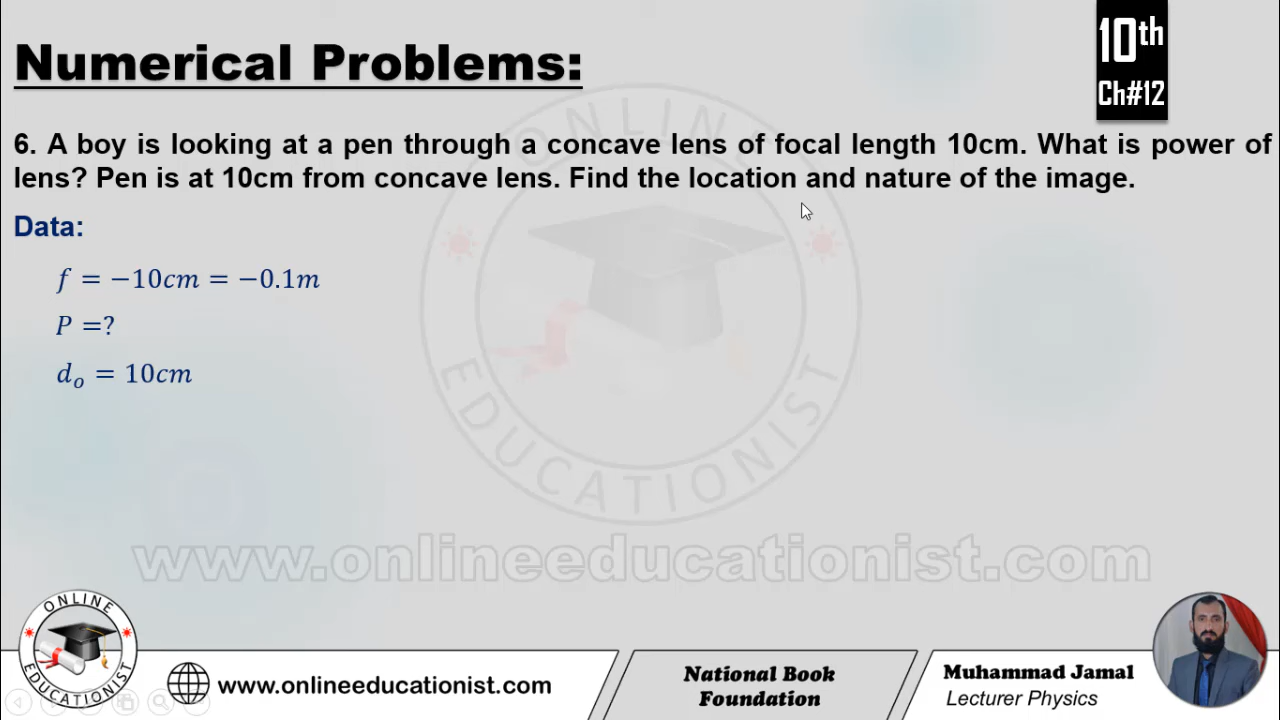 Numerical Problems:
10th
Ch#12
6. A boy is looking at a pen through a concave lens of focal length 10cm. What is power of
lens? Pen is at 10cm from concave lens. Find the location and nature of the image.
Data:
f = −10cm = −0.1m
P =?
dₒ = 10cm
ONLINE
EDUCATIONIST
www.onlineeducationist.com
ONLINE
EDUCATIONIST
www.onlineeducationist.com
National Book
Foundation
Muhammad Jamal
Lecturer Physics